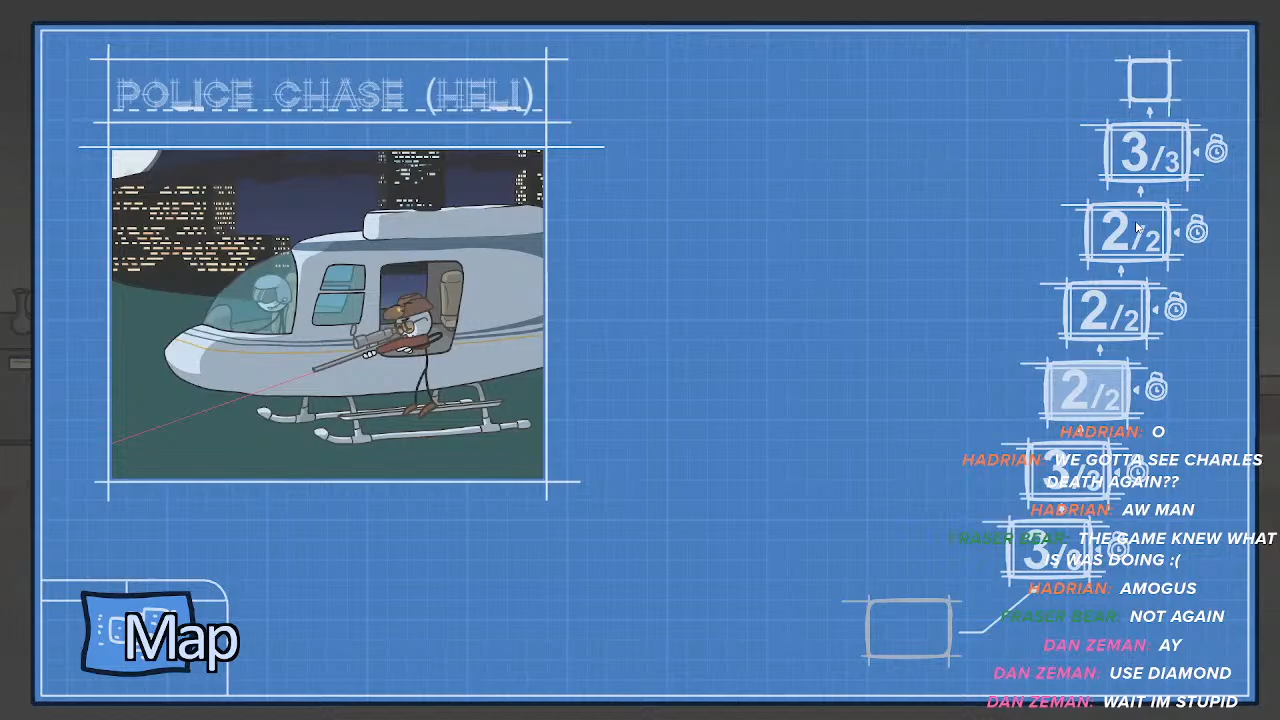 POLICE CHASE (HELI)
3/3
2/2
2/2
2/2
HADRIAN: O
HADRIAN: WE GOTTA SEE CHARLES
DEATH AGAIN??
3/3
HADRIAN: AW MAN
FRASER BEAR: THE GAME KNEW WHAT
IS WAS DOING :(
HADRIAN: AMOGUS
FRASER BEAR: NOT AGAIN
Map
DAN ZEMAN: AY
DAN ZEMAN: USE DIAMOND
DAN ZEMAN: WAIT IM STUPID